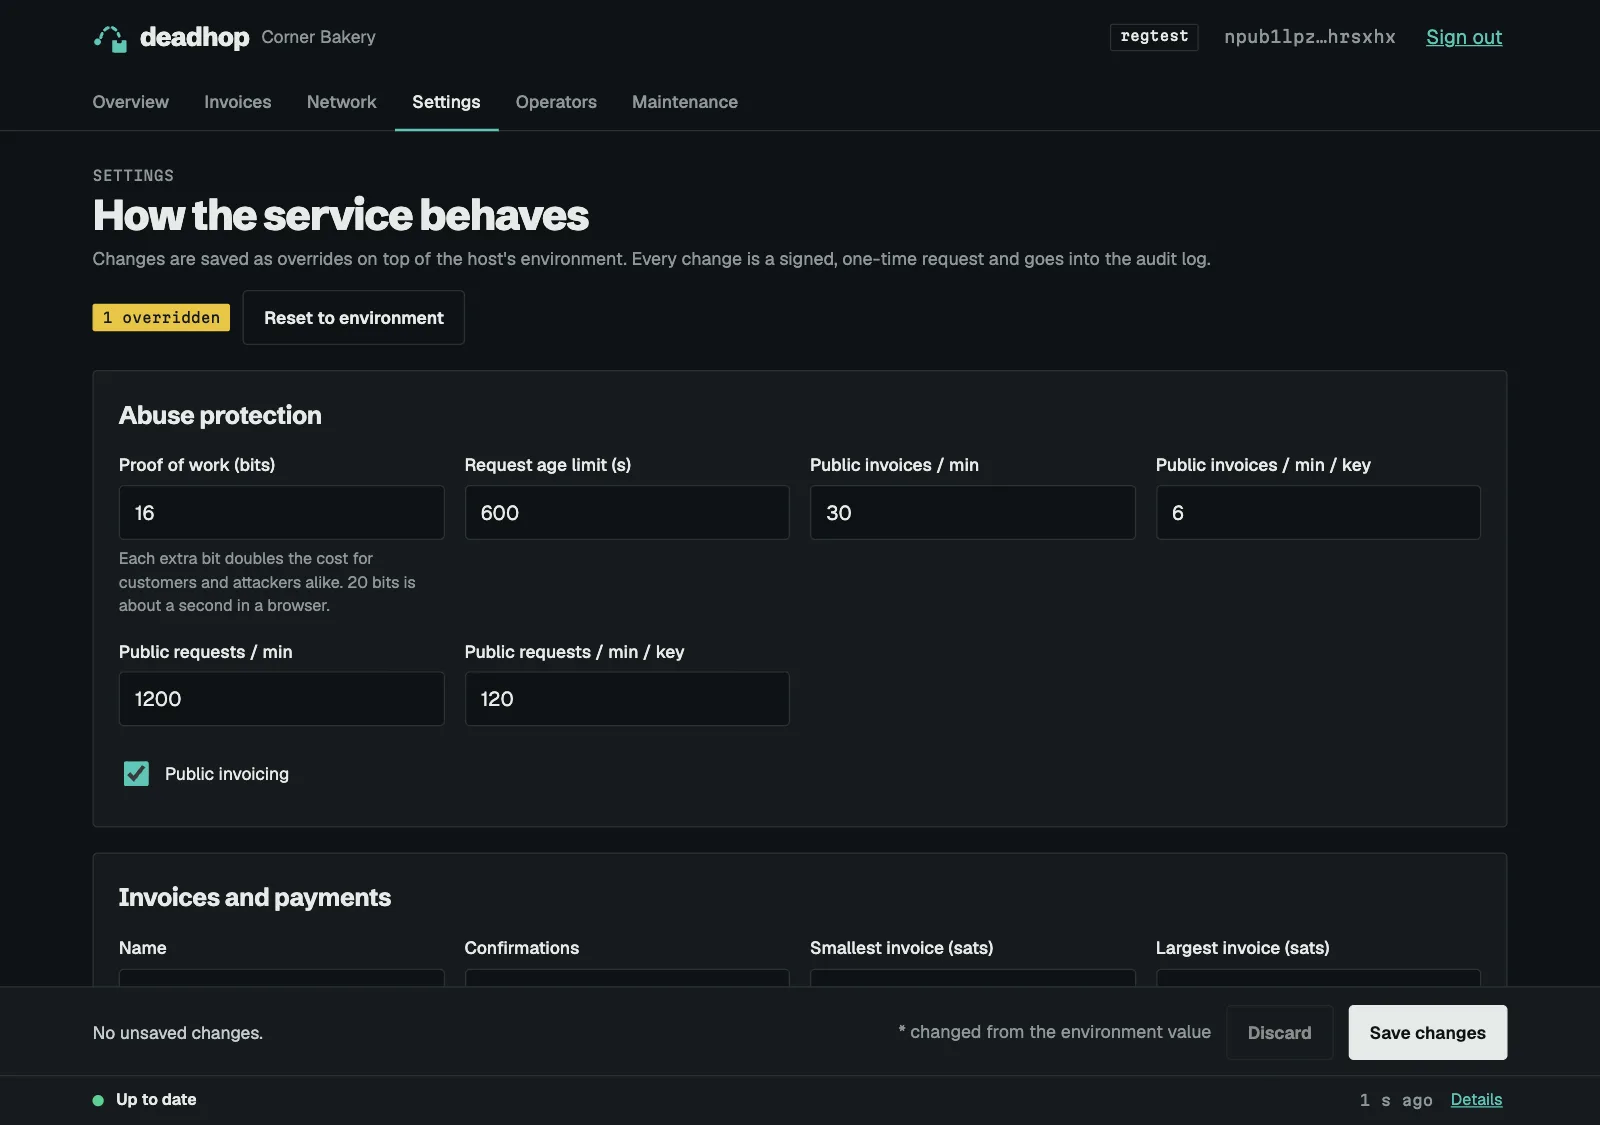 deadhop Corner Bakery
regtest npub1lpz…hrsxhx Sign out
Overview Invoices Network Settings Operators Maintenance
SETTINGS
How the service behaves
Changes are saved as overrides on top of the host's environment. Every change is a signed, one-time request and goes into the audit log.
1 overridden Reset to environment
Abuse protection
Proof of work (bits) Request age limit (s) Public invoices / min Public invoices / min / key
16 600 30 6
Each extra bit doubles the cost for
customers and attackers alike. 20 bits is
about a second in a browser.
Public requests / min Public requests / min / key
1200 120
Public invoicing
Invoices and payments
Name Confirmations Smallest invoice (sats) Largest invoice (sats)
No unsaved changes. * changed from the environment value Discard Save changes
Up to date 1 s ago Details